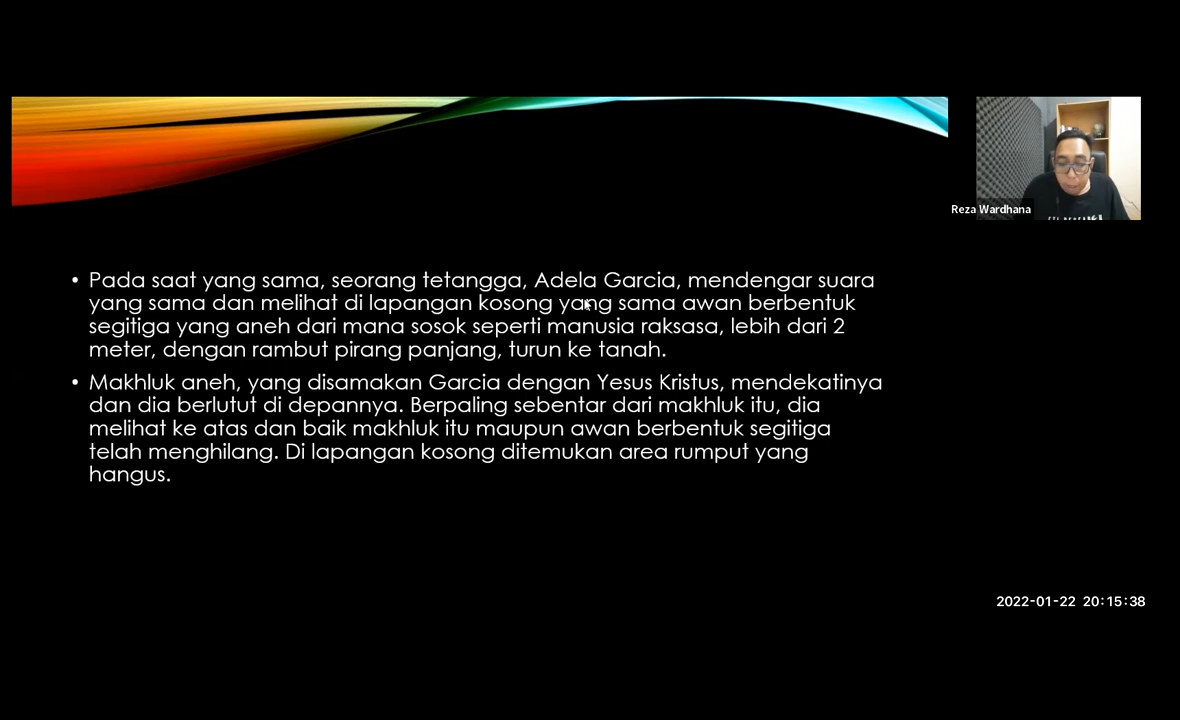 Reza Wardhana
• Pada saat yang sama, seorang tetangga, Adela Garcia, mendengar suara
yang sama dan melihat di lapangan kosong yang sama awan berbentuk
segitiga yang aneh dari mana sosok seperti manusia raksasa, lebih dari 2
meter, dengan rambut pirang panjang, turun ke tanah.
• Makhluk aneh, yang disamakan Garcia dengan Yesus Kristus, mendekatinya
dan dia berlutut di depannya. Berpaling sebentar dari makhluk itu, dia
melihat ke atas dan baik makhluk itu maupun awan berbentuk segitiga
telah menghilang. Di lapangan kosong ditemukan area rumput yang
hangus.
2022-01-22 20:15:38